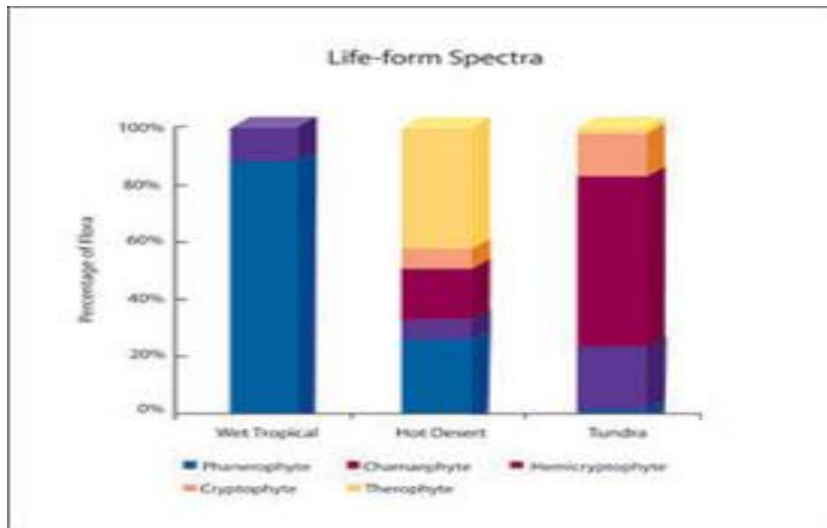 Life-form Spectra
100%
80%
60%
40%
20%
0%
Percentage of Flora
Wet Tropical Hot Desert Tundra
Phanerophyte Chamaephyte Hemicryptophyte
Cryptophyte Therophyte